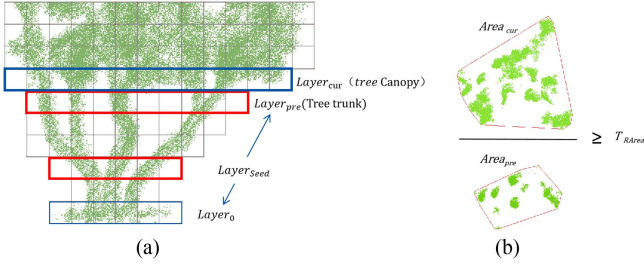 Layer_cur（tree Canopy）
Layer_pre(Tree trunk)
Layer_Seed
Layer_0
(a)
(b)
Area_cur
≥ T_RArea
Area_pre